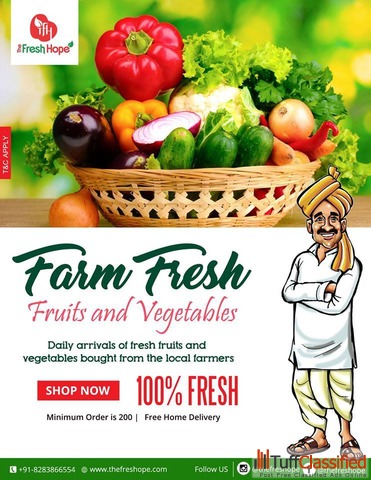 TFH
The Fresh Hope
T&C APPLY
Farm Fresh
Fruits and Vegetables
Daily arrivals of fresh fruits and
vegetables bought from the local farmers
SHOP NOW
100% FRESH
Minimum Order is 200 | Free Home Delivery
+91-8283866554
www.thefreshope.com
Follow US
TuffClassified